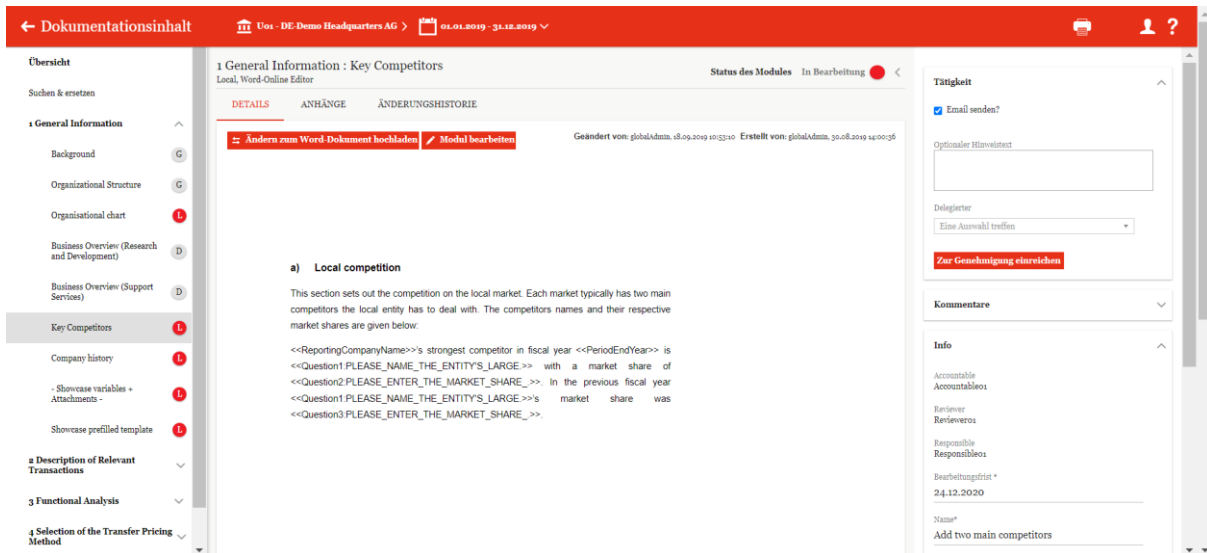 ← Dokumentationsinhalt
U01 - DE-Demo Headquarters AG > 01.01.2019 - 31.12.2019
?
Übersicht
Suchen & ersetzen
1 General Information
Background G
Organizational Structure G
Organisational chart L
Business Overview (Research
and Development) D
Business Overview (Support
Services) D
Key Competitors L
Company history L
- Showcase variables +
Attachments - L
Showcase prefilled template L
2 Description of Relevant
Transactions
3 Functional Analysis
4 Selection of the Transfer Pricing
Method
1 General Information : Key Competitors
Local, Word-Online Editor
Status des Modules In Bearbeitung
DETAILS ANHÄNGE ÄNDERUNGSHISTORIE
Ändern zum Word-Dokument hochladen Modul bearbeiten
Geändert von: globalAdmin, 18.09.2019 10:53:10 Erstellt von: globalAdmin, 30.08.2019 14:00:36
a) Local competition
This section sets out the competition on the local market. Each market typically has two main
competitors the local entity has to deal with. The competitors names and their respective
market shares are given below:
<<ReportingCompanyName>>'s strongest competitor in fiscal year <<PeriodEndYear>> is
<<Question1:PLEASE_NAME_THE_ENTITY'S_LARGE.>> with a market share of
<<Question2:PLEASE_ENTER_THE_MARKET_SHARE_.>>. In the previous fiscal year
<<Question1:PLEASE_NAME_THE_ENTITY'S_LARGE.>>'s market share was
<<Question3:PLEASE_ENTER_THE_MARKET_SHARE_.>>.
Tätigkeit
Email senden?
Optionaler Hinweistext
Delegierter
Eine Auswahl treffen
Zur Genehmigung einreichen
Kommentare
Info
Accountable
Accountable01
Reviewer
Reviewer01
Responsible
Responsible01
Bearbeitungsfrist *
24.12.2020
Name*
Add two main competitors